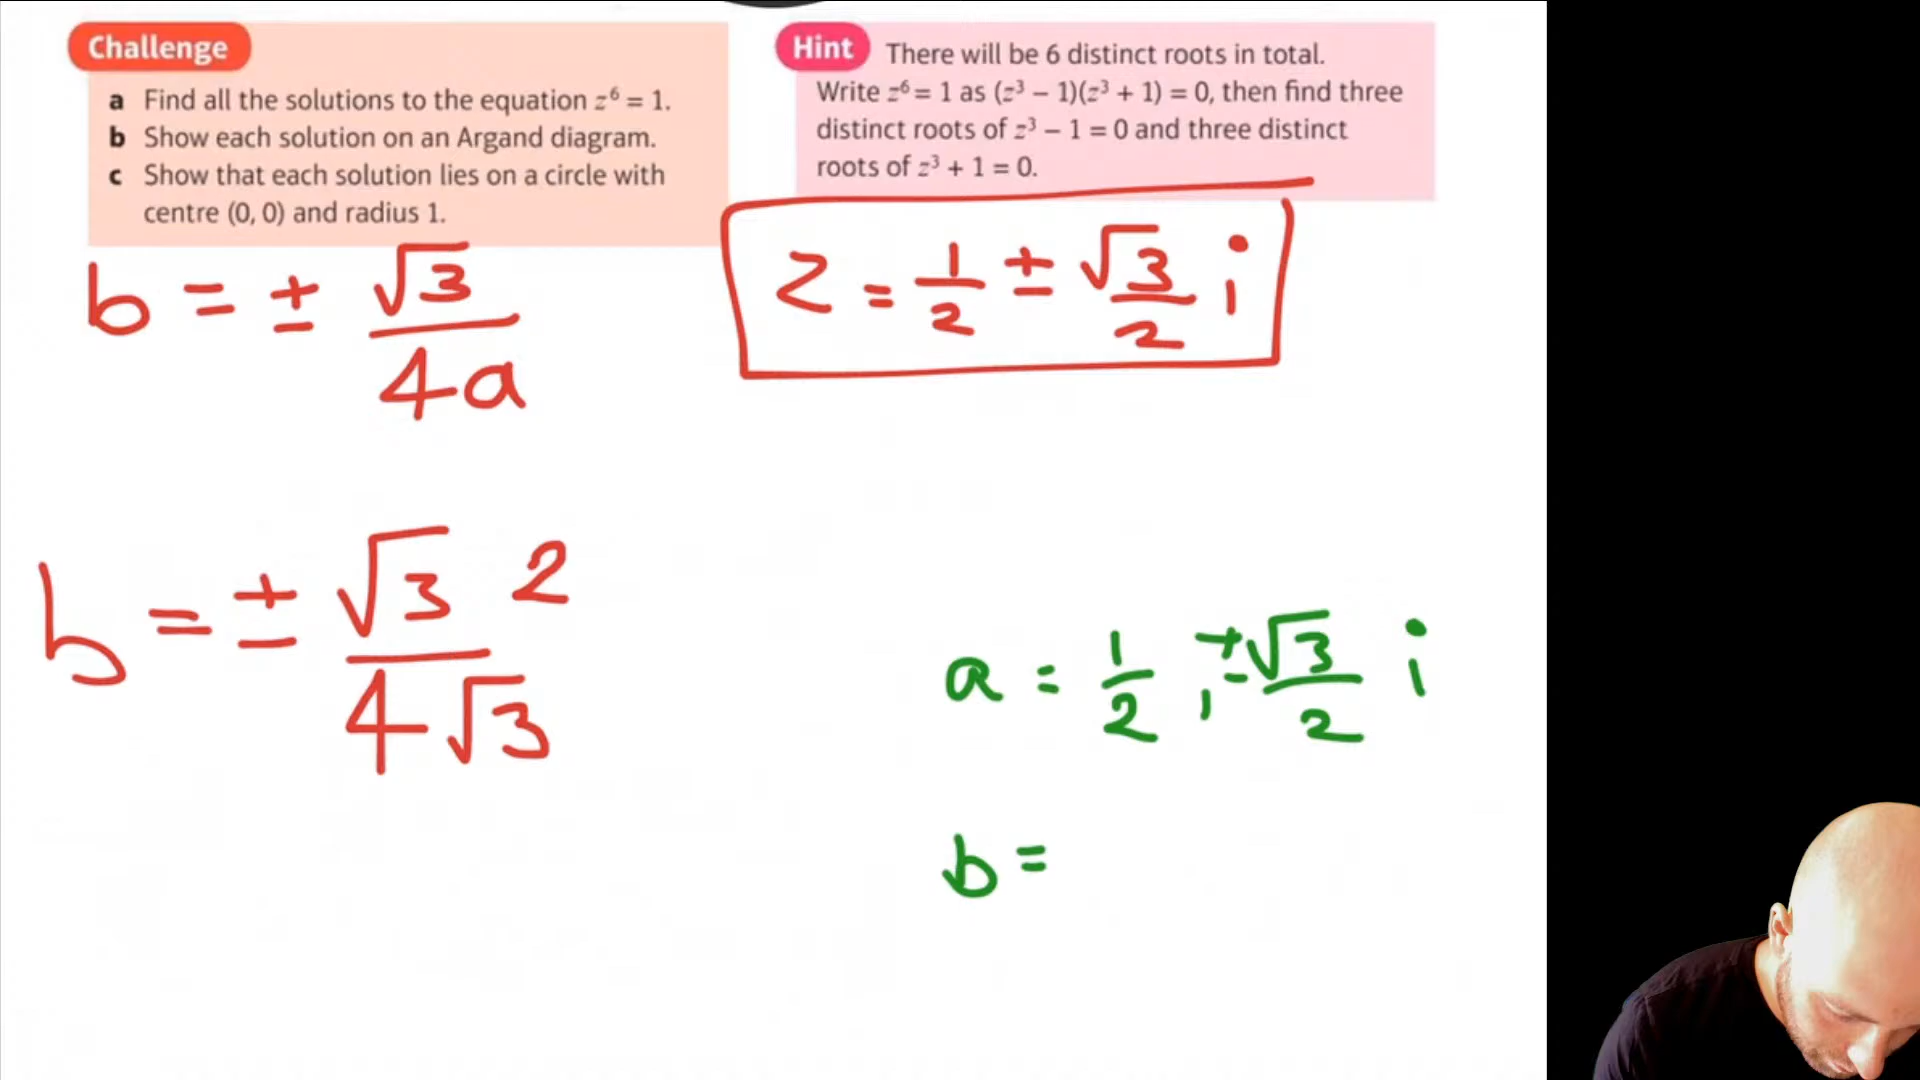 Challenge
a Find all the solutions to the equation z⁶ = 1.
b Show each solution on an Argand diagram.
c Show that each solution lies on a circle with
centre (0, 0) and radius 1.
Hint There will be 6 distinct roots in total.
Write z⁶ = 1 as (z³ – 1)(z³ + 1) = 0, then find three
distinct roots of z³ – 1 = 0 and three distinct
roots of z³ + 1 = 0.
b = ± √3/4a
z = 1/2 ± √3/2 i
b = ± √3 2/4√3
a = 1/2 , ±√3/2 i
b =